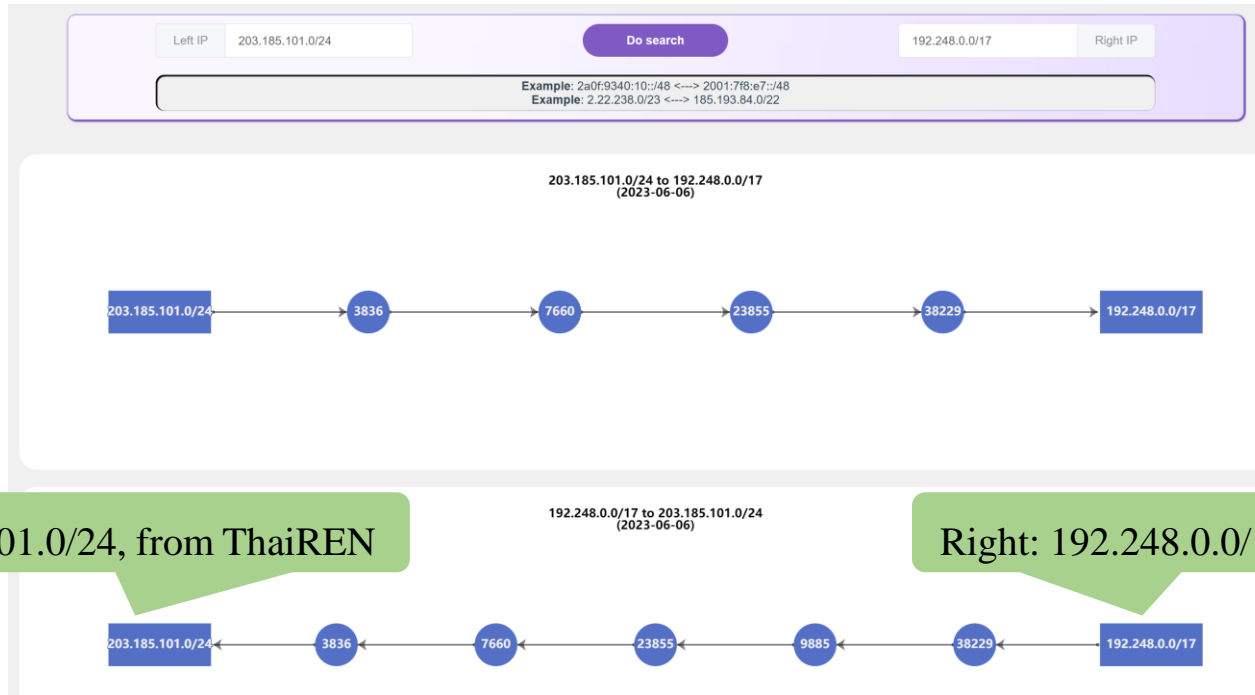 Left IP 203.185.101.0/24 Do search 192.248.0.0/17 Right IP
Example: 2a0f:9340:10::/48 <---> 2001:7f8:e7::/48
Example: 2.22.238.0/23 <---> 185.193.84.0/22
203.185.101.0/24 to 192.248.0.0/17
(2023-06-06)
203.185.101.0/24 3836 7660 23855 38229 192.248.0.0/17
192.248.0.0/17 to 203.185.101.0/24
(2023-06-06)
01.0/24, from ThaiREN
Right: 192.248.0.0/
203.185.101.0/24 3836 7660 23855 9885 38229 192.248.0.0/17